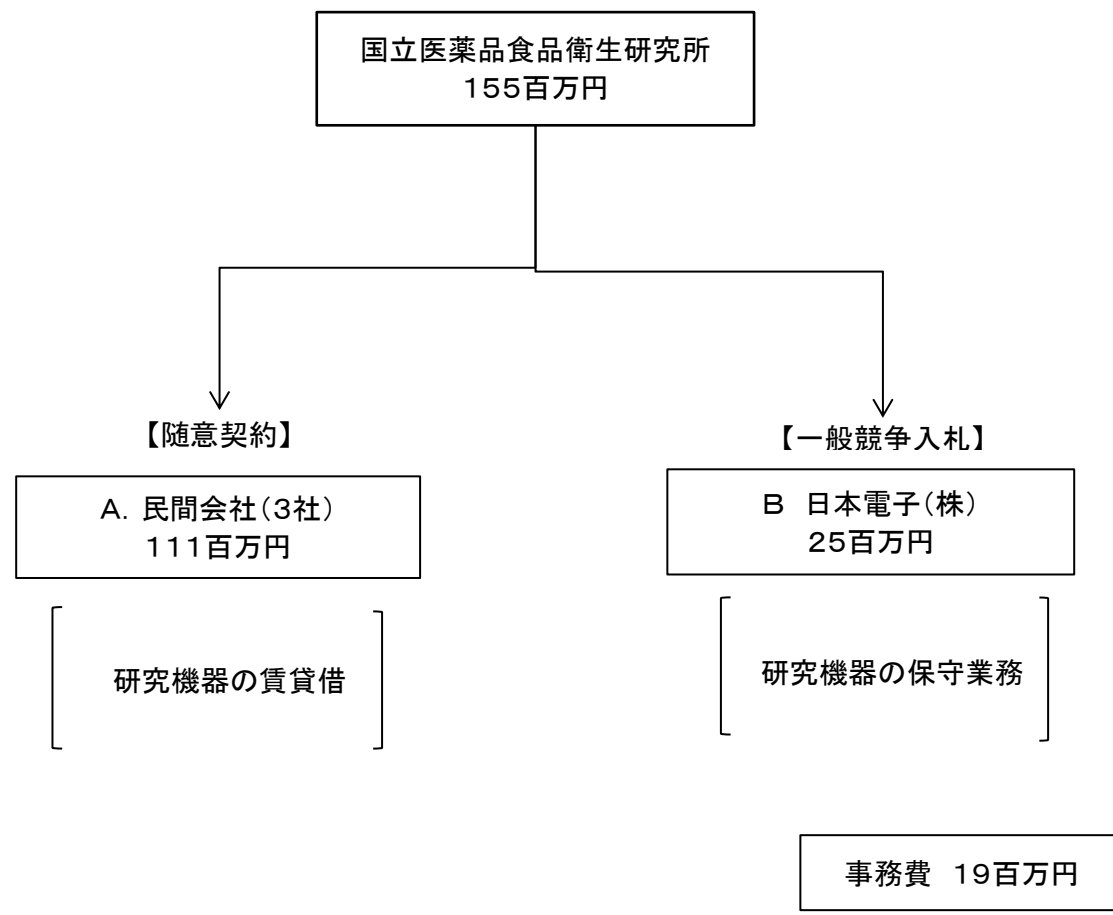 国立医薬品食品衛生研究所
155百万円
【随意契約】
A. 民間会社（3社）
111百万円
研究機器の賃貸借
【一般競争入札】
B　日本電子（株）
25百万円
研究機器の保守業務
事務費　19百万円